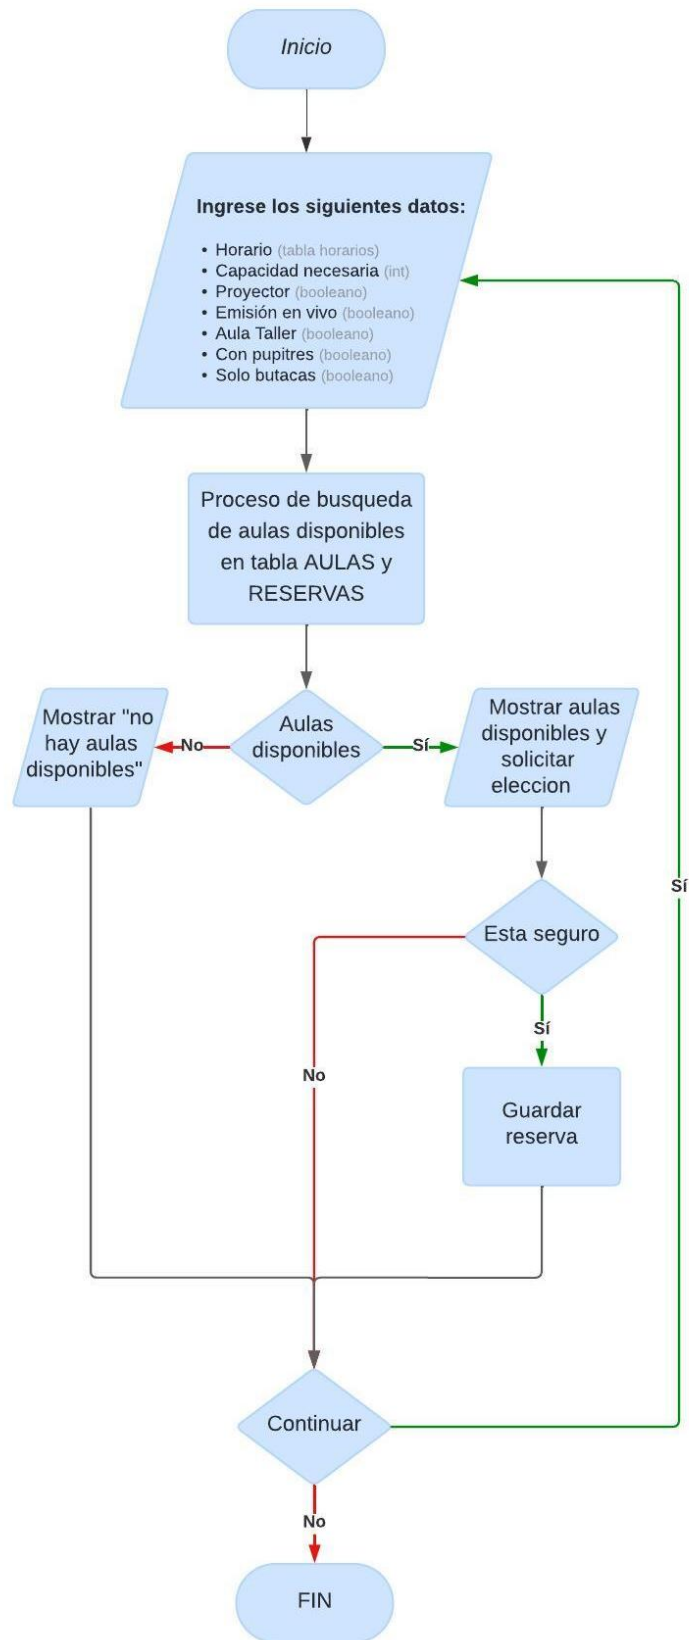 Inicio
Ingrese los siguientes datos:
• Horario (tabla horarios)
• Capacidad necesaria (int)
• Proyector (booleano)
• Emisión en vivo (booleano)
• Aula Taller (booleano)
• Con pupitres (booleano)
• Solo butacas (booleano)
Proceso de busqueda
de aulas disponibles
en tabla AULAS y
RESERVAS
Mostrar "no
hay aulas
disponibles"
No
Aulas
disponibles
Sí
Mostrar aulas
disponibles y
solicitar
eleccion
Sí
Esta seguro
Sí
No
Guardar
reserva
Continuar
No
FIN